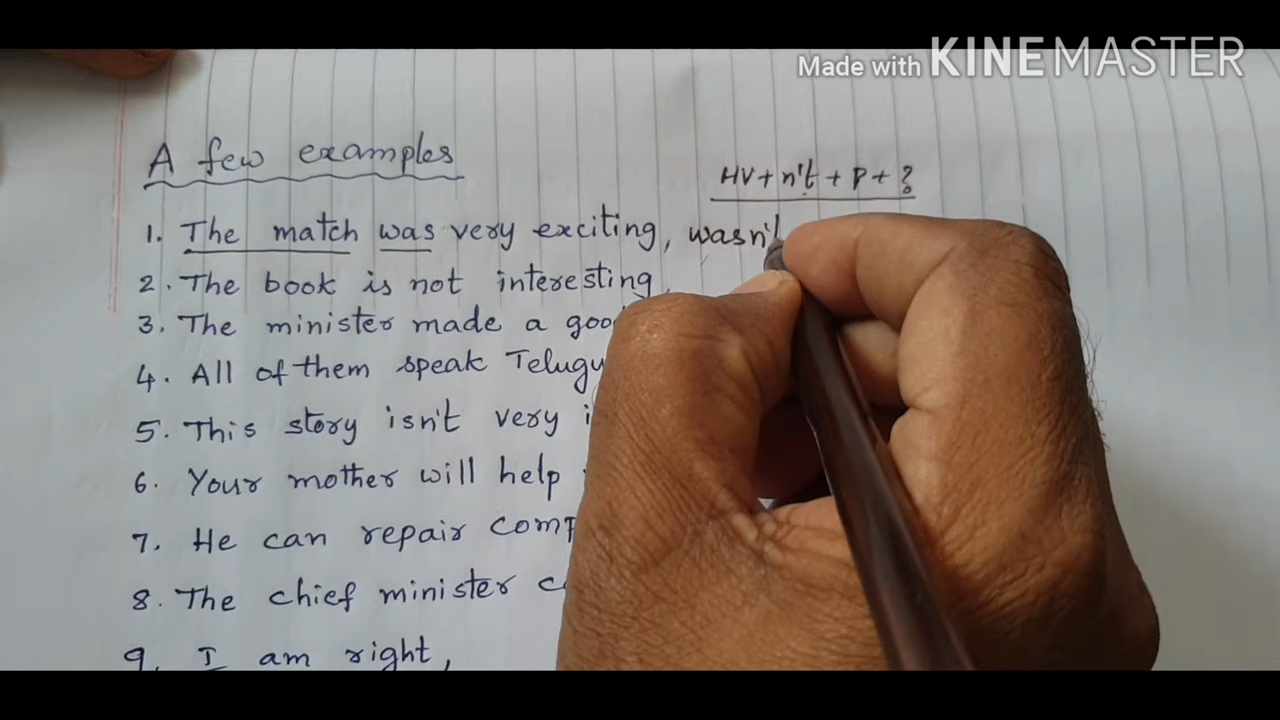 Made with KINEMASTER
A few examples
HV + n't + P + ?
1. The match was very exciting, wasn't
2. The book is not interesting,
3. The minister made a
4. All of them speak Telugu
5. This story isn't very
6. Your mother will help
7. He can repair
8. The chief minister
9. I am right,